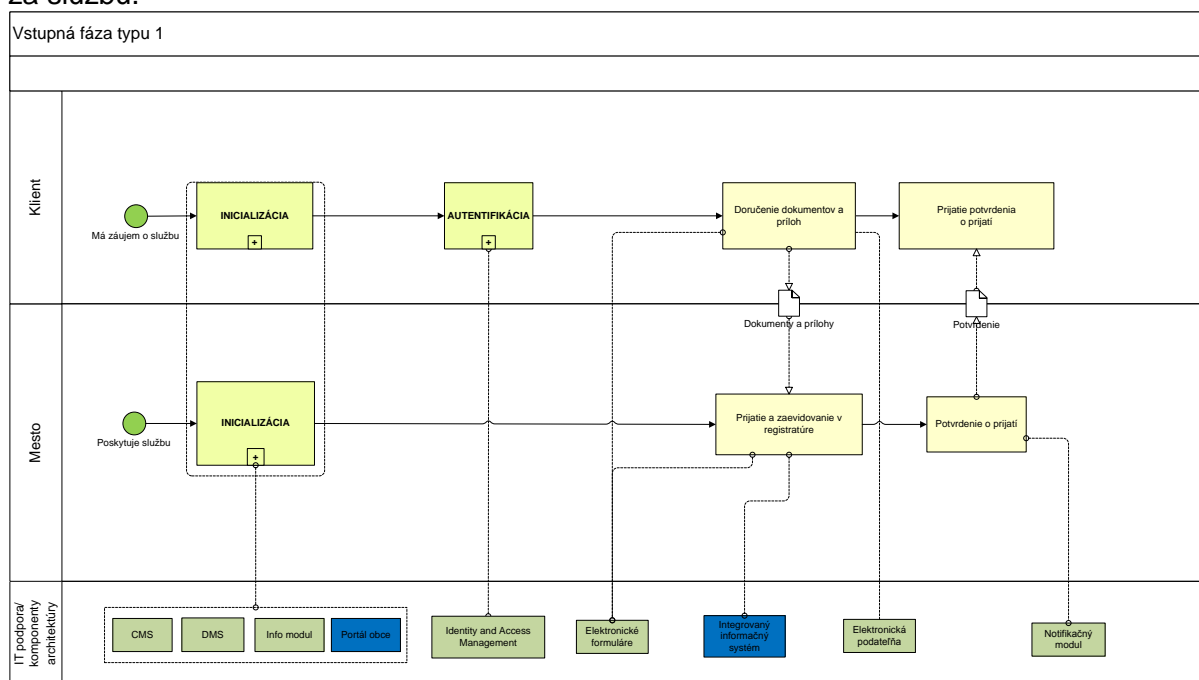 za službu.
Vstupná fáza typu 1
Klient
Má záujem o službu
INICIALIZÁCIA
AUTENTIFIKÁCIA
Doručenie dokumentov a
príloh
Prijatie potvrdenia
o prijatí
Dokumenty a prílohy
Potvrdenie
Mesto
Poskytuje službu
INICIALIZÁCIA
Prijatie a zaevidovanie v
registratúre
Potvrdenie o prijatí
IT podpora/
komponenty
architektúry
CMS
DMS
Info modul
Portál obce
Identity and Access
Management
Elektronické
formuláre
Integrovaný
informačný
systém
Elektronická
podateľňa
Notifikačný
modul